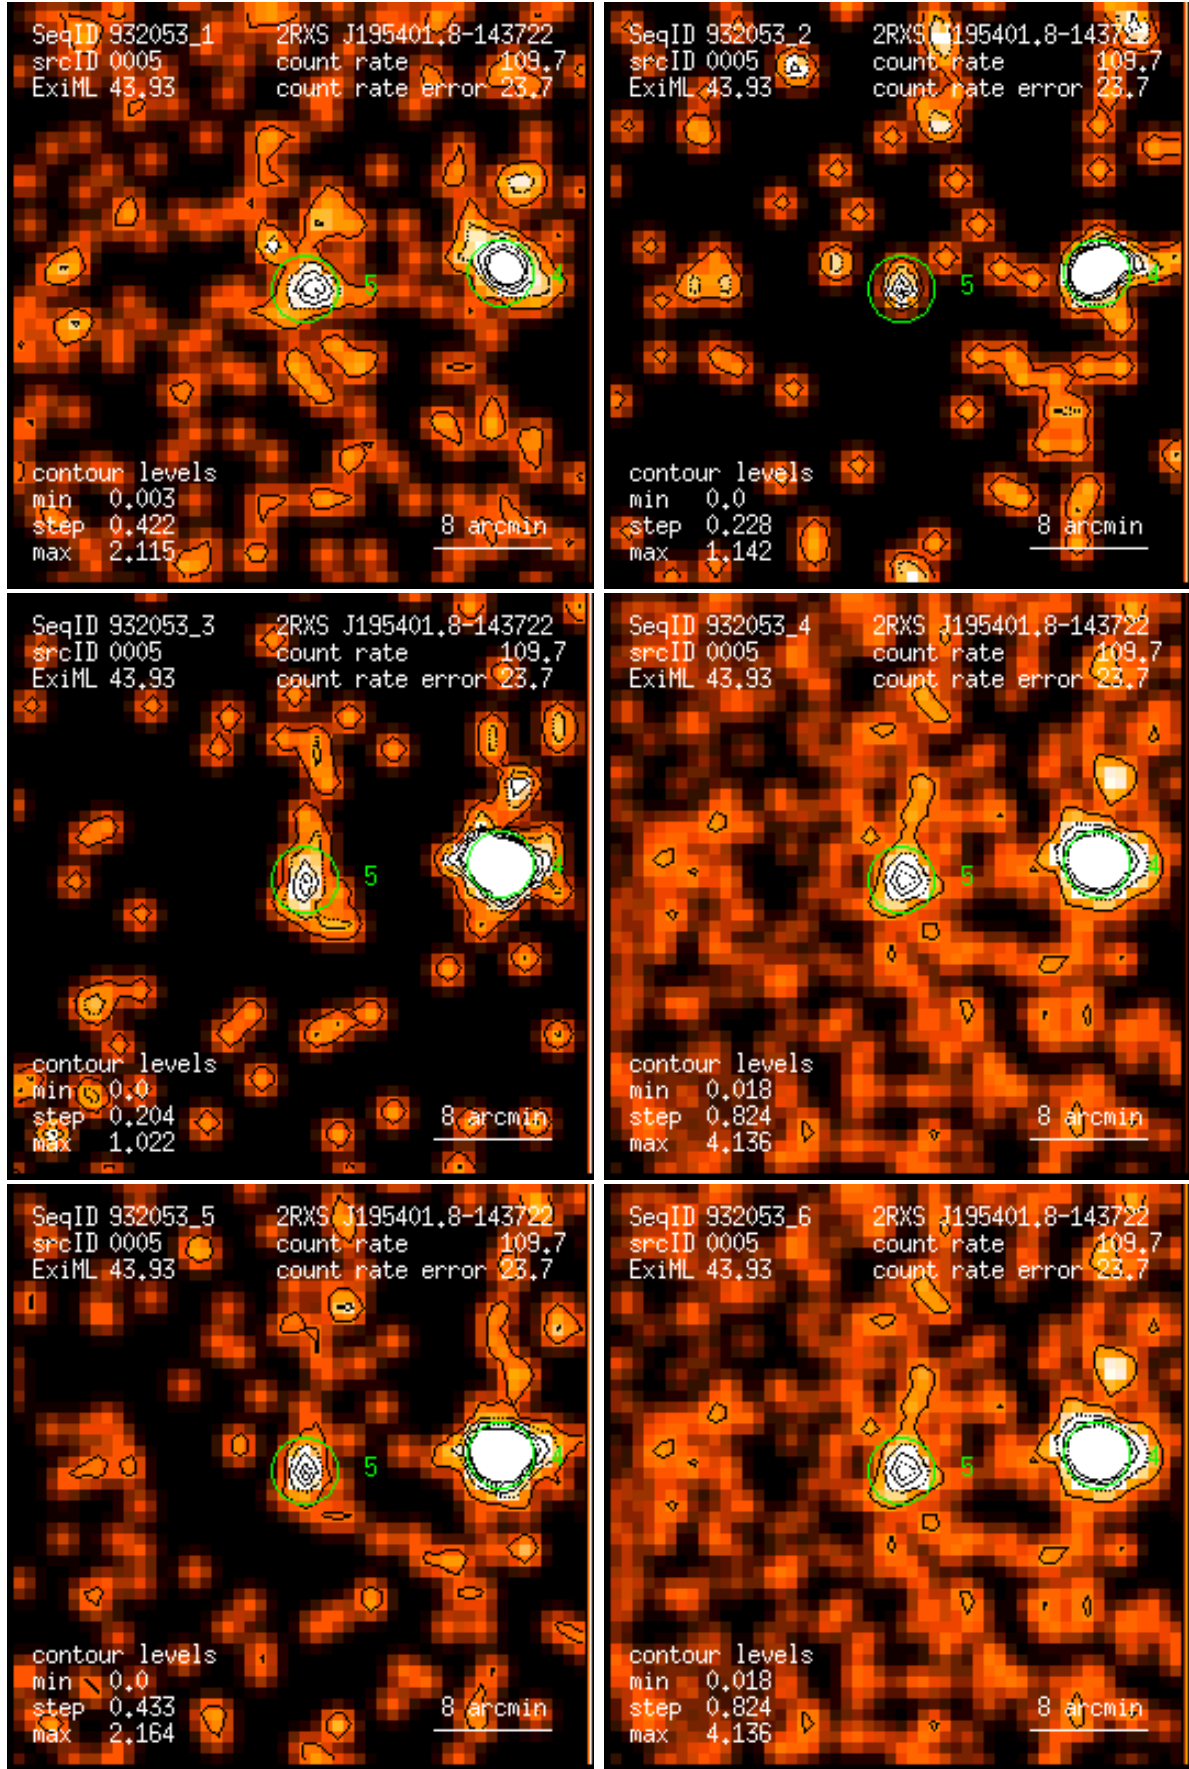 SeqID 932053_1 2RXS J195401.8-143722
srcID 0005 count rate 109.7
ExiML 43.93 count rate error 23.7
5
4
contour levels
min 0.003
step 0.422
max 2.115
8 arcmin
SeqID 932053_2 2RXS J195401.8-143722
srcID 0005 count rate 109.7
ExiML 43.93 count rate error 23.7
5
4
contour levels
min 0.0
step 0.228
max 1.142
8 arcmin
SeqID 932053_3 2RXS J195401.8-143722
srcID 0005 count rate 109.7
ExiML 43.93 count rate error 23.7
5
4
contour levels
min 0.0
step 0.204
max 1.022
8 arcmin
SeqID 932053_4 2RXS J195401.8-143722
srcID 0005 count rate 109.7
ExiML 43.93 count rate error 23.7
5
4
contour levels
min 0.018
step 0.824
max 4.136
8 arcmin
SeqID 932053_5 2RXS J195401.8-143722
srcID 0005 count rate 109.7
ExiML 43.93 count rate error 23.7
5
4
contour levels
min 0.0
step 0.433
max 2.164
8 arcmin
SeqID 932053_6 2RXS J195401.8-143722
srcID 0005 count rate 109.7
ExiML 43.93 count rate error 23.7
5
4
contour levels
min 0.018
step 0.824
max 4.136
8 arcmin